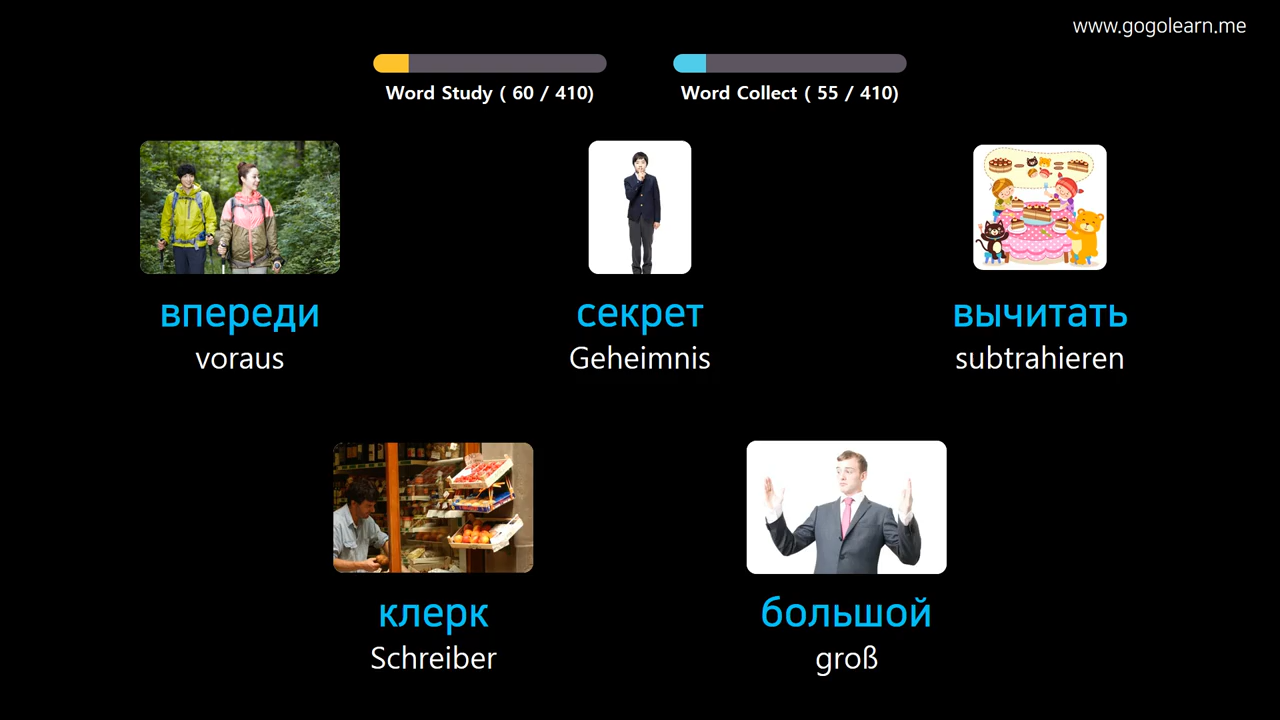 www.gogolearn.me
Word Study ( 60 / 410)
Word Collect ( 55 / 410)
впереди
voraus
секрет
Geheimnis
вычитать
subtrahieren
клерк
Schreiber
большой
groß